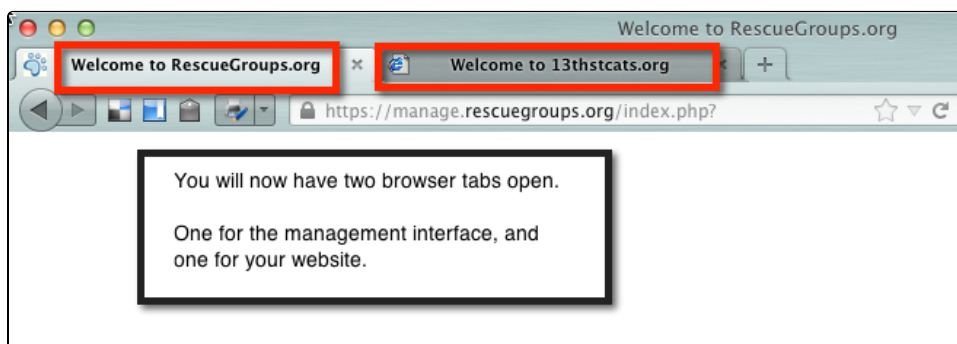 Welcome to RescueGroups.org
Welcome to RescueGroups.org
Welcome to 13thstcats.org
https://manage.rescuegroups.org/index.php?
You will now have two browser tabs open.
One for the management interface, and
one for your website.